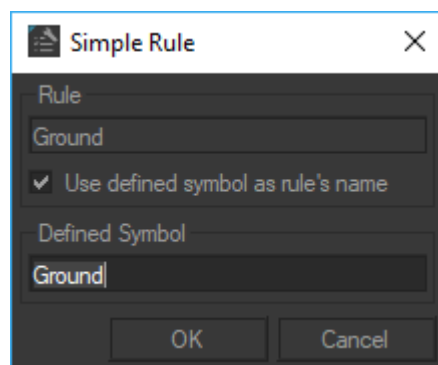 Simple Rule
Rule
Ground
Use defined symbol as rule's name
Defined Symbol
Ground
OK Cancel